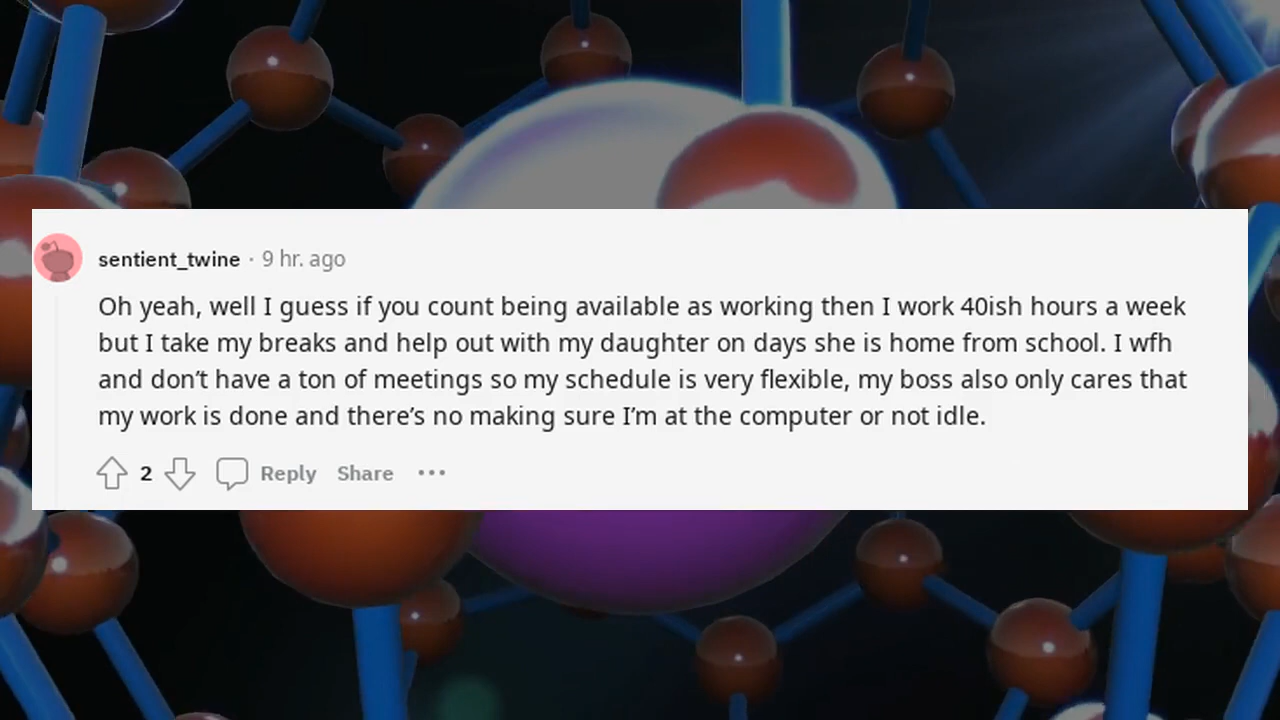 sentient_twine · 9 hr. ago
Oh yeah, well I guess if you count being available as working then I work 40ish hours a week
but I take my breaks and help out with my daughter on days she is home from school. I wfh
and don’t have a ton of meetings so my schedule is very flexible, my boss also only cares that
my work is done and there’s no making sure I’m at the computer or not idle.
2 Reply Share •••